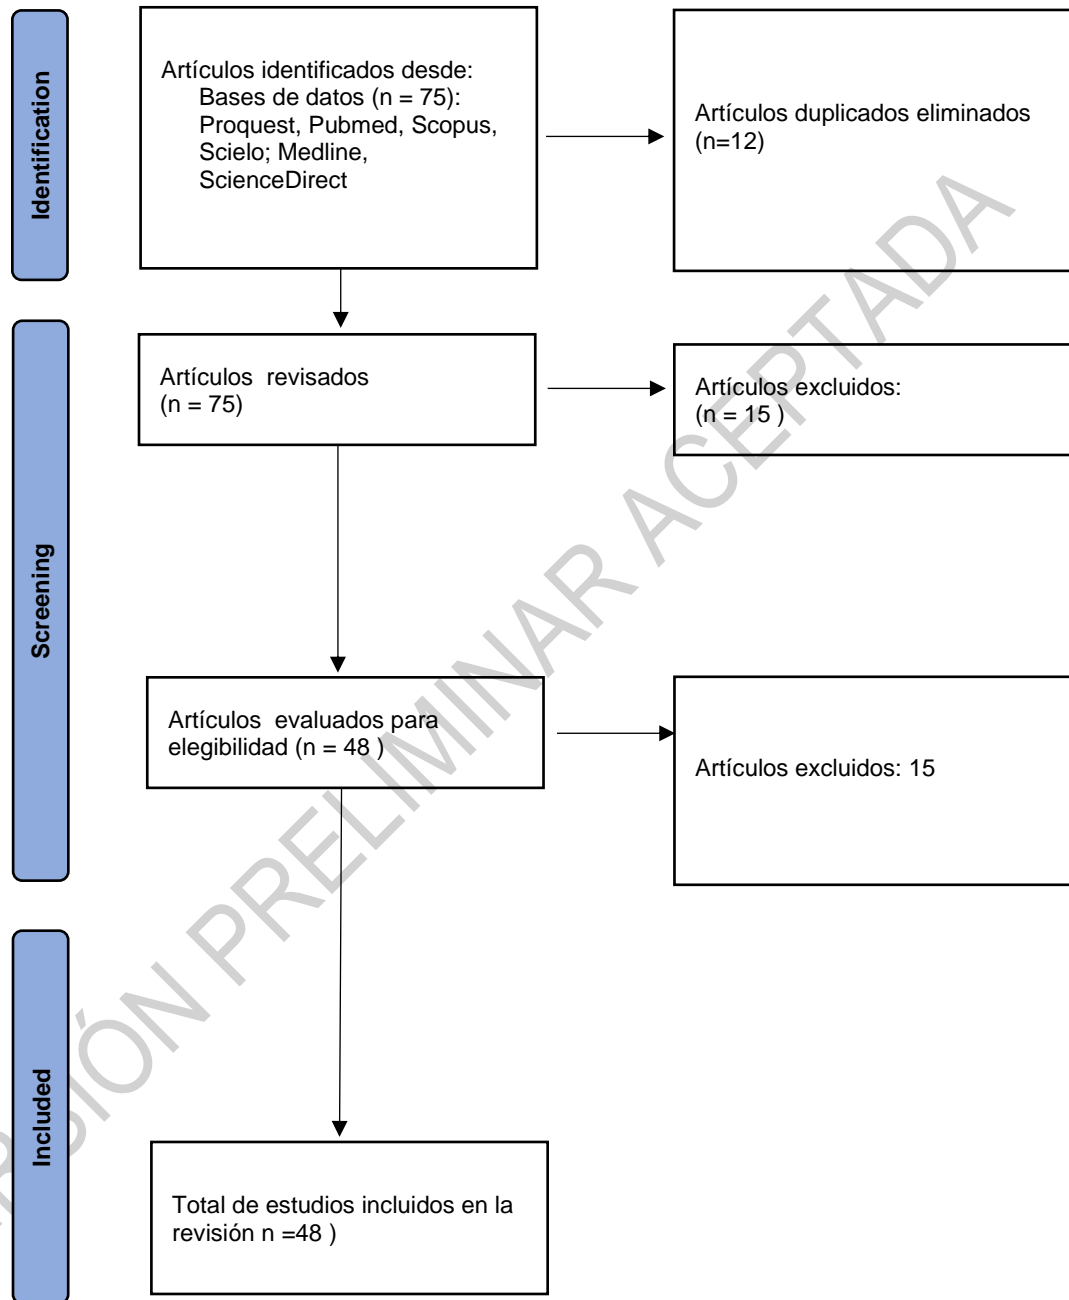 Identification
Artículos identificados desde:
Bases de datos (n = 75):
Proquest, Pubmed, Scopus,
Scielo; Medline,
ScienceDirect
Artículos duplicados eliminados
(n=12)
Screening
Artículos  revisados
(n = 75)
Artículos excluidos:
(n = 15 )
Artículos  evaluados para
elegibilidad (n = 48 )
Artículos excluidos: 15
Included
Total de estudios incluidos en la
revisión n =48 )
RSIÓN PRELIMINAR ACEPTADA